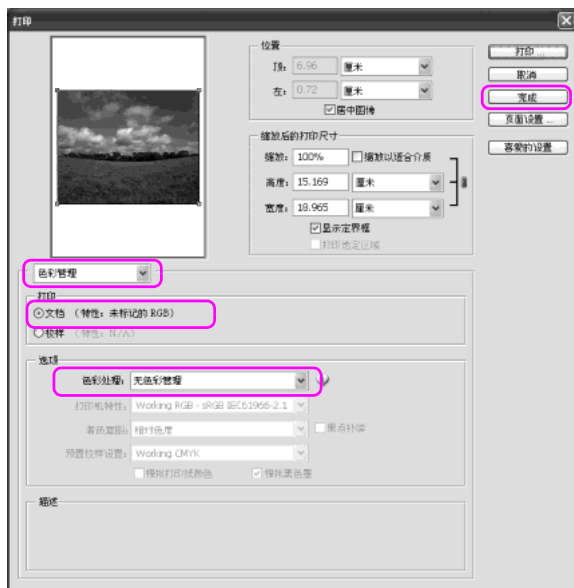 打印
位置
顶: 6.96 厘米
左: 0.72 厘米
居中图像
缩放后的打印尺寸
缩放: 100% 缩放以适合介质
高度: 15.169 厘米
宽度: 18.965 厘米
显示定界框
打印选定区域
打印...
取消
完成
页面设置...
喜爱的设置
色彩管理
打印
文档 (特性: 未标记的 RGB)
校样 (特性: N/A)
选项
色彩处理: 无色彩管理
打印机特性: Working RGB - sRGB IEC61966-2.1
着色意图: 相对色度 黑点补偿
预置校样设置: Working CMYK
模拟打印纸颜色 模拟黑色墨
描述